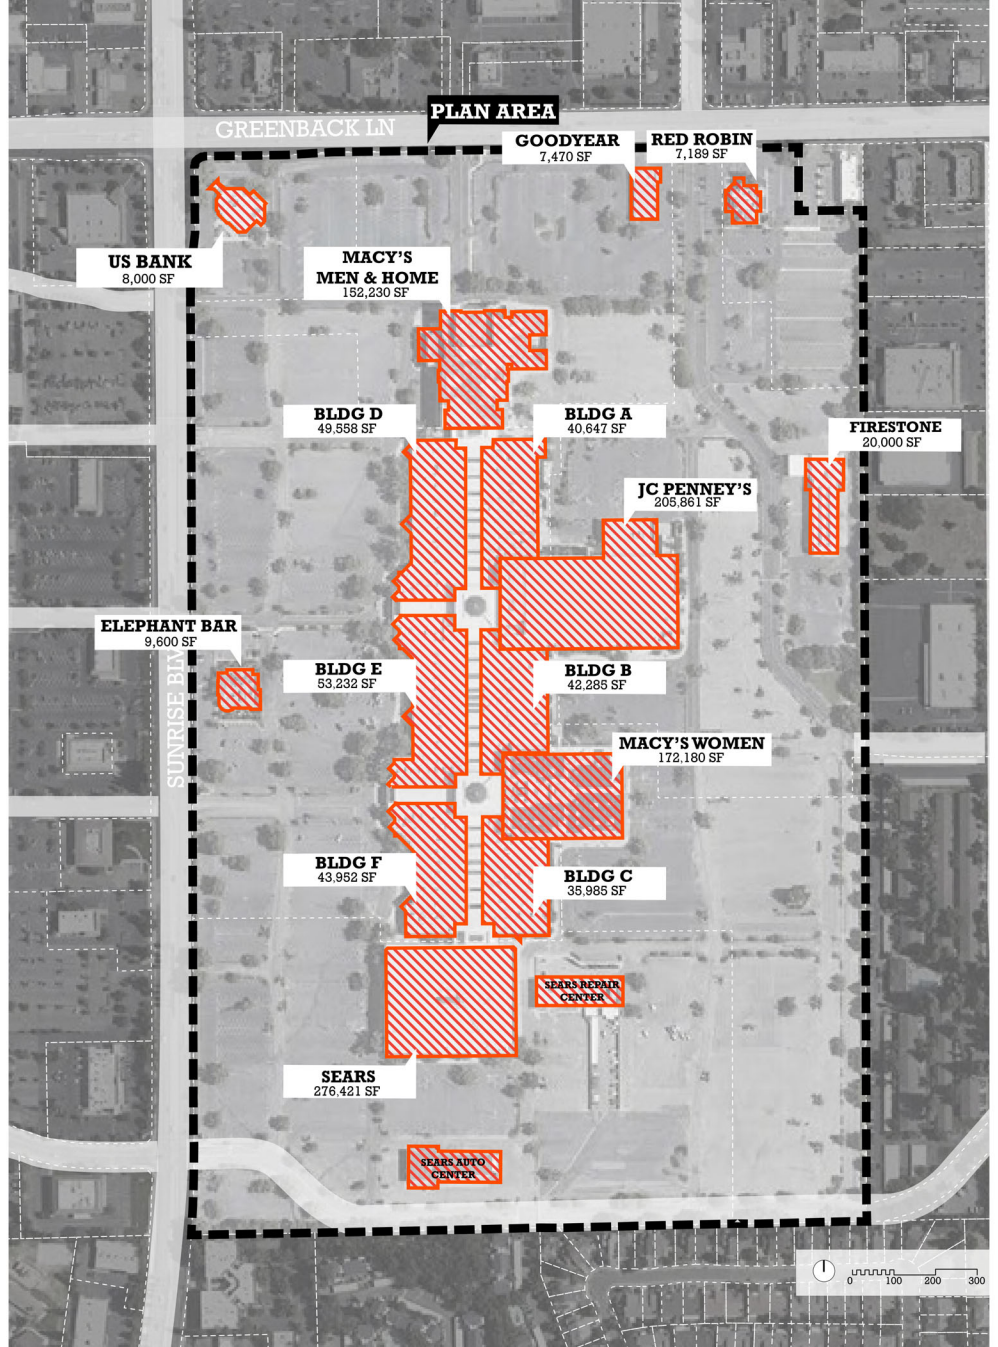 PLAN AREA
GREENBACK LN
GOODYEAR
7,470 SF
RED ROBIN
7,189 SF
US BANK
8,000 SF
MACY'S
MEN & HOME
152,230 SF
BLDG D
49,558 SF
BLDG A
40,647 SF
FIRESTONE
20,000 SF
JC PENNEY'S
205,861 SF
ELEPHANT BAR
9,600 SF
SUNRISE BLV
BLDG E
53,232 SF
BLDG B
42,285 SF
MACY'S WOMEN
172,180 SF
BLDG F
43,952 SF
BLDG C
35,985 SF
SEARS REPAIR
CENTER
SEARS
276,421 SF
SEARS AUTO
CENTER
0 100 200 300